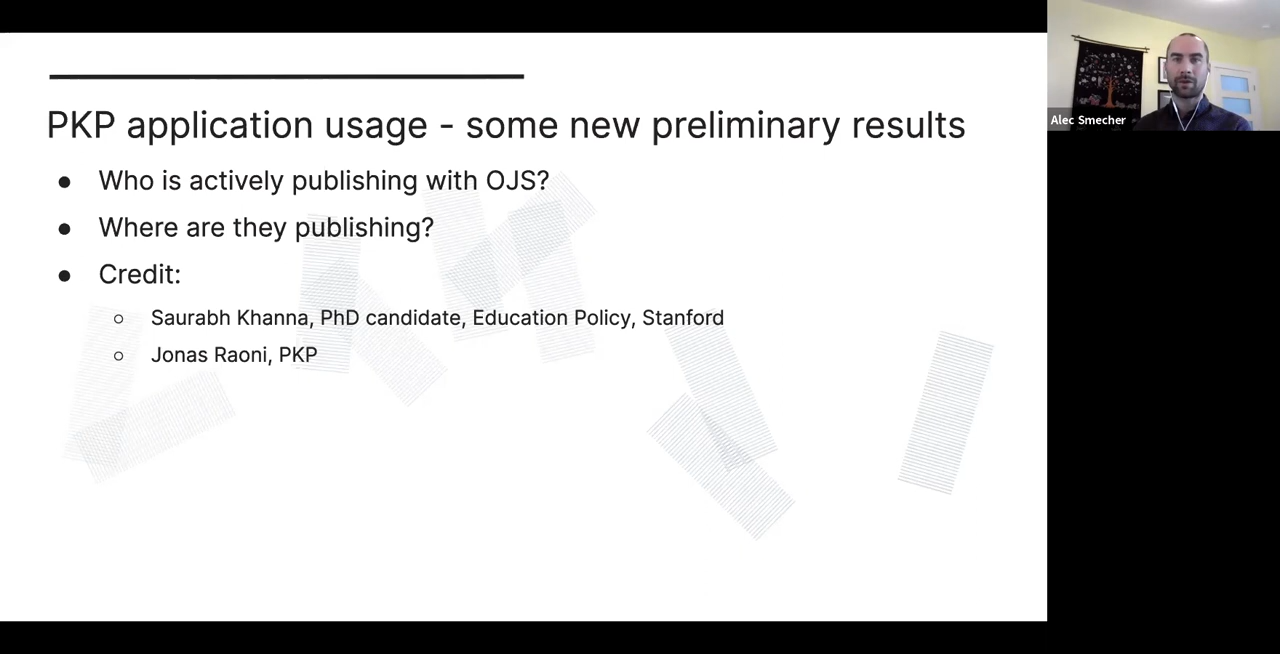 PKP application usage - some new preliminary results
● Who is actively publishing with OJS?
● Where are they publishing?
● Credit:
○ Saurabh Khanna, PhD candidate, Education Policy, Stanford
○ Jonas Raoni, PKP
Alec Smecher